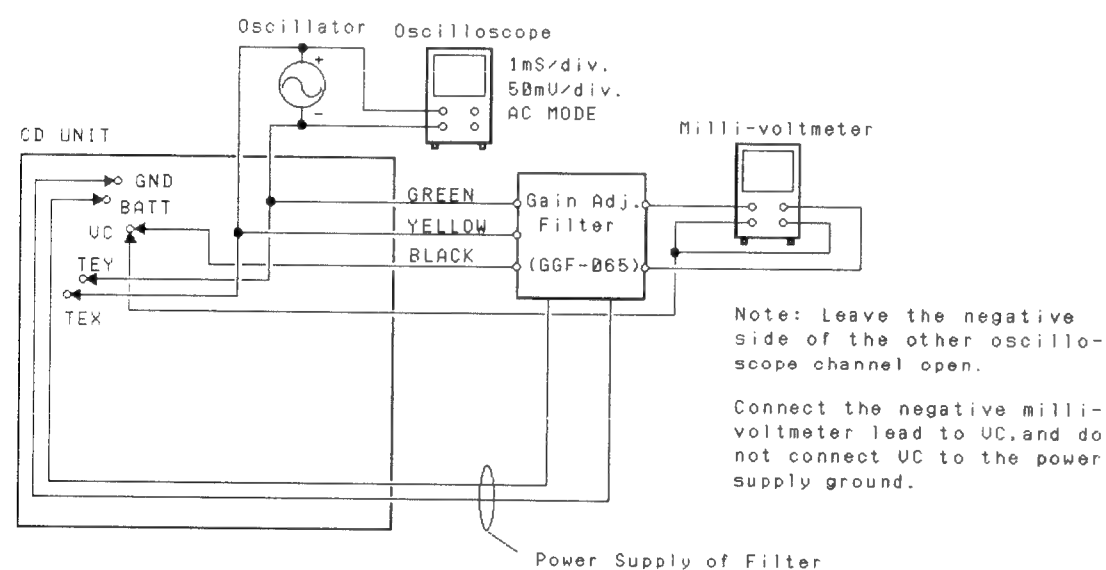 Oscillator
Oscilloscope
+
1mS/div.
50mV/div.
AC MODE
-
CD UNIT
Milli-voltmeter
GND
BATT
VC
TEY
TEX
GREEN
YELLOW
BLACK
Gain Adj.
Filter
(GGF-065)
Note: Leave the negative
side of the other oscillo-
scope channel open.
Connect the negative milli-
voltmeter lead to VC,and do
not connect VC to the power
supply ground.
Power Supply of Filter